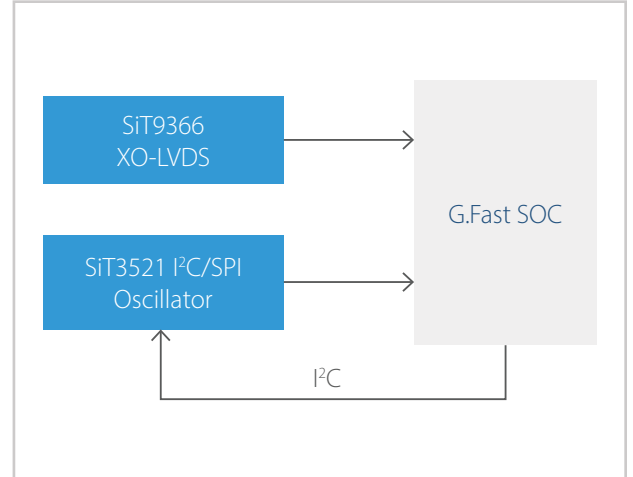 SiT9366
XO-LVDS
G.Fast SOC
SiT3521 I²C/SPI
Oscillator
I²C